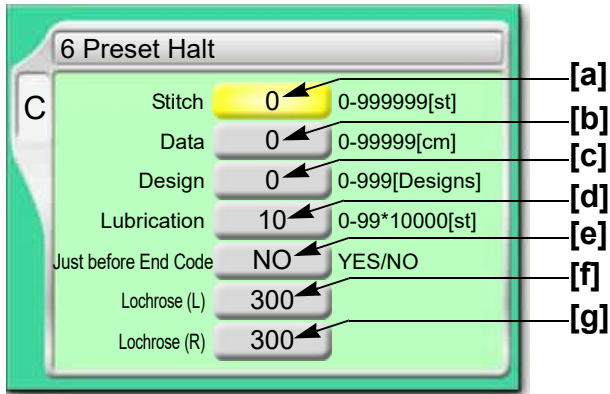 6 Preset Halt
C
Stitch 0 0-999999[st] [a]
Data 0 0-99999[cm] [b]
Design 0 0-999[Designs] [c]
Lubrication 10 0-99*10000[st] [d]
Just before End Code NO YES/NO [e]
Lochrose (L) 300 [f]
Lochrose (R) 300 [g]